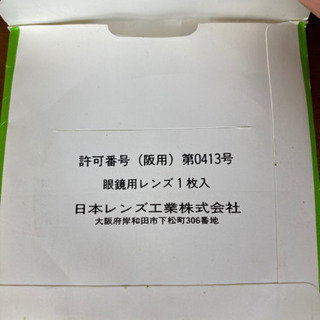 許可番号（阪用）第0413号
眼鏡用レンズ1枚入
日本レンズ工業株式会社
大阪府岸和田市下松町306番地